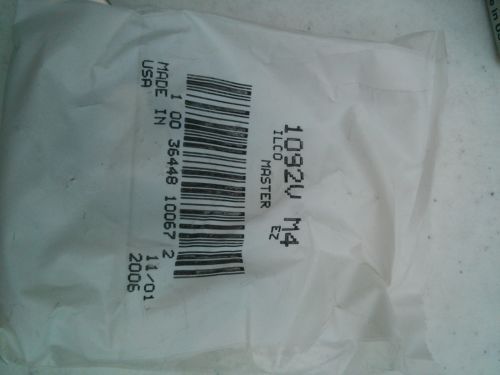 1092V M4
ILCO EZ
MASTER
1 00 36448 10067 2
MADE IN 11/01
USA 2006